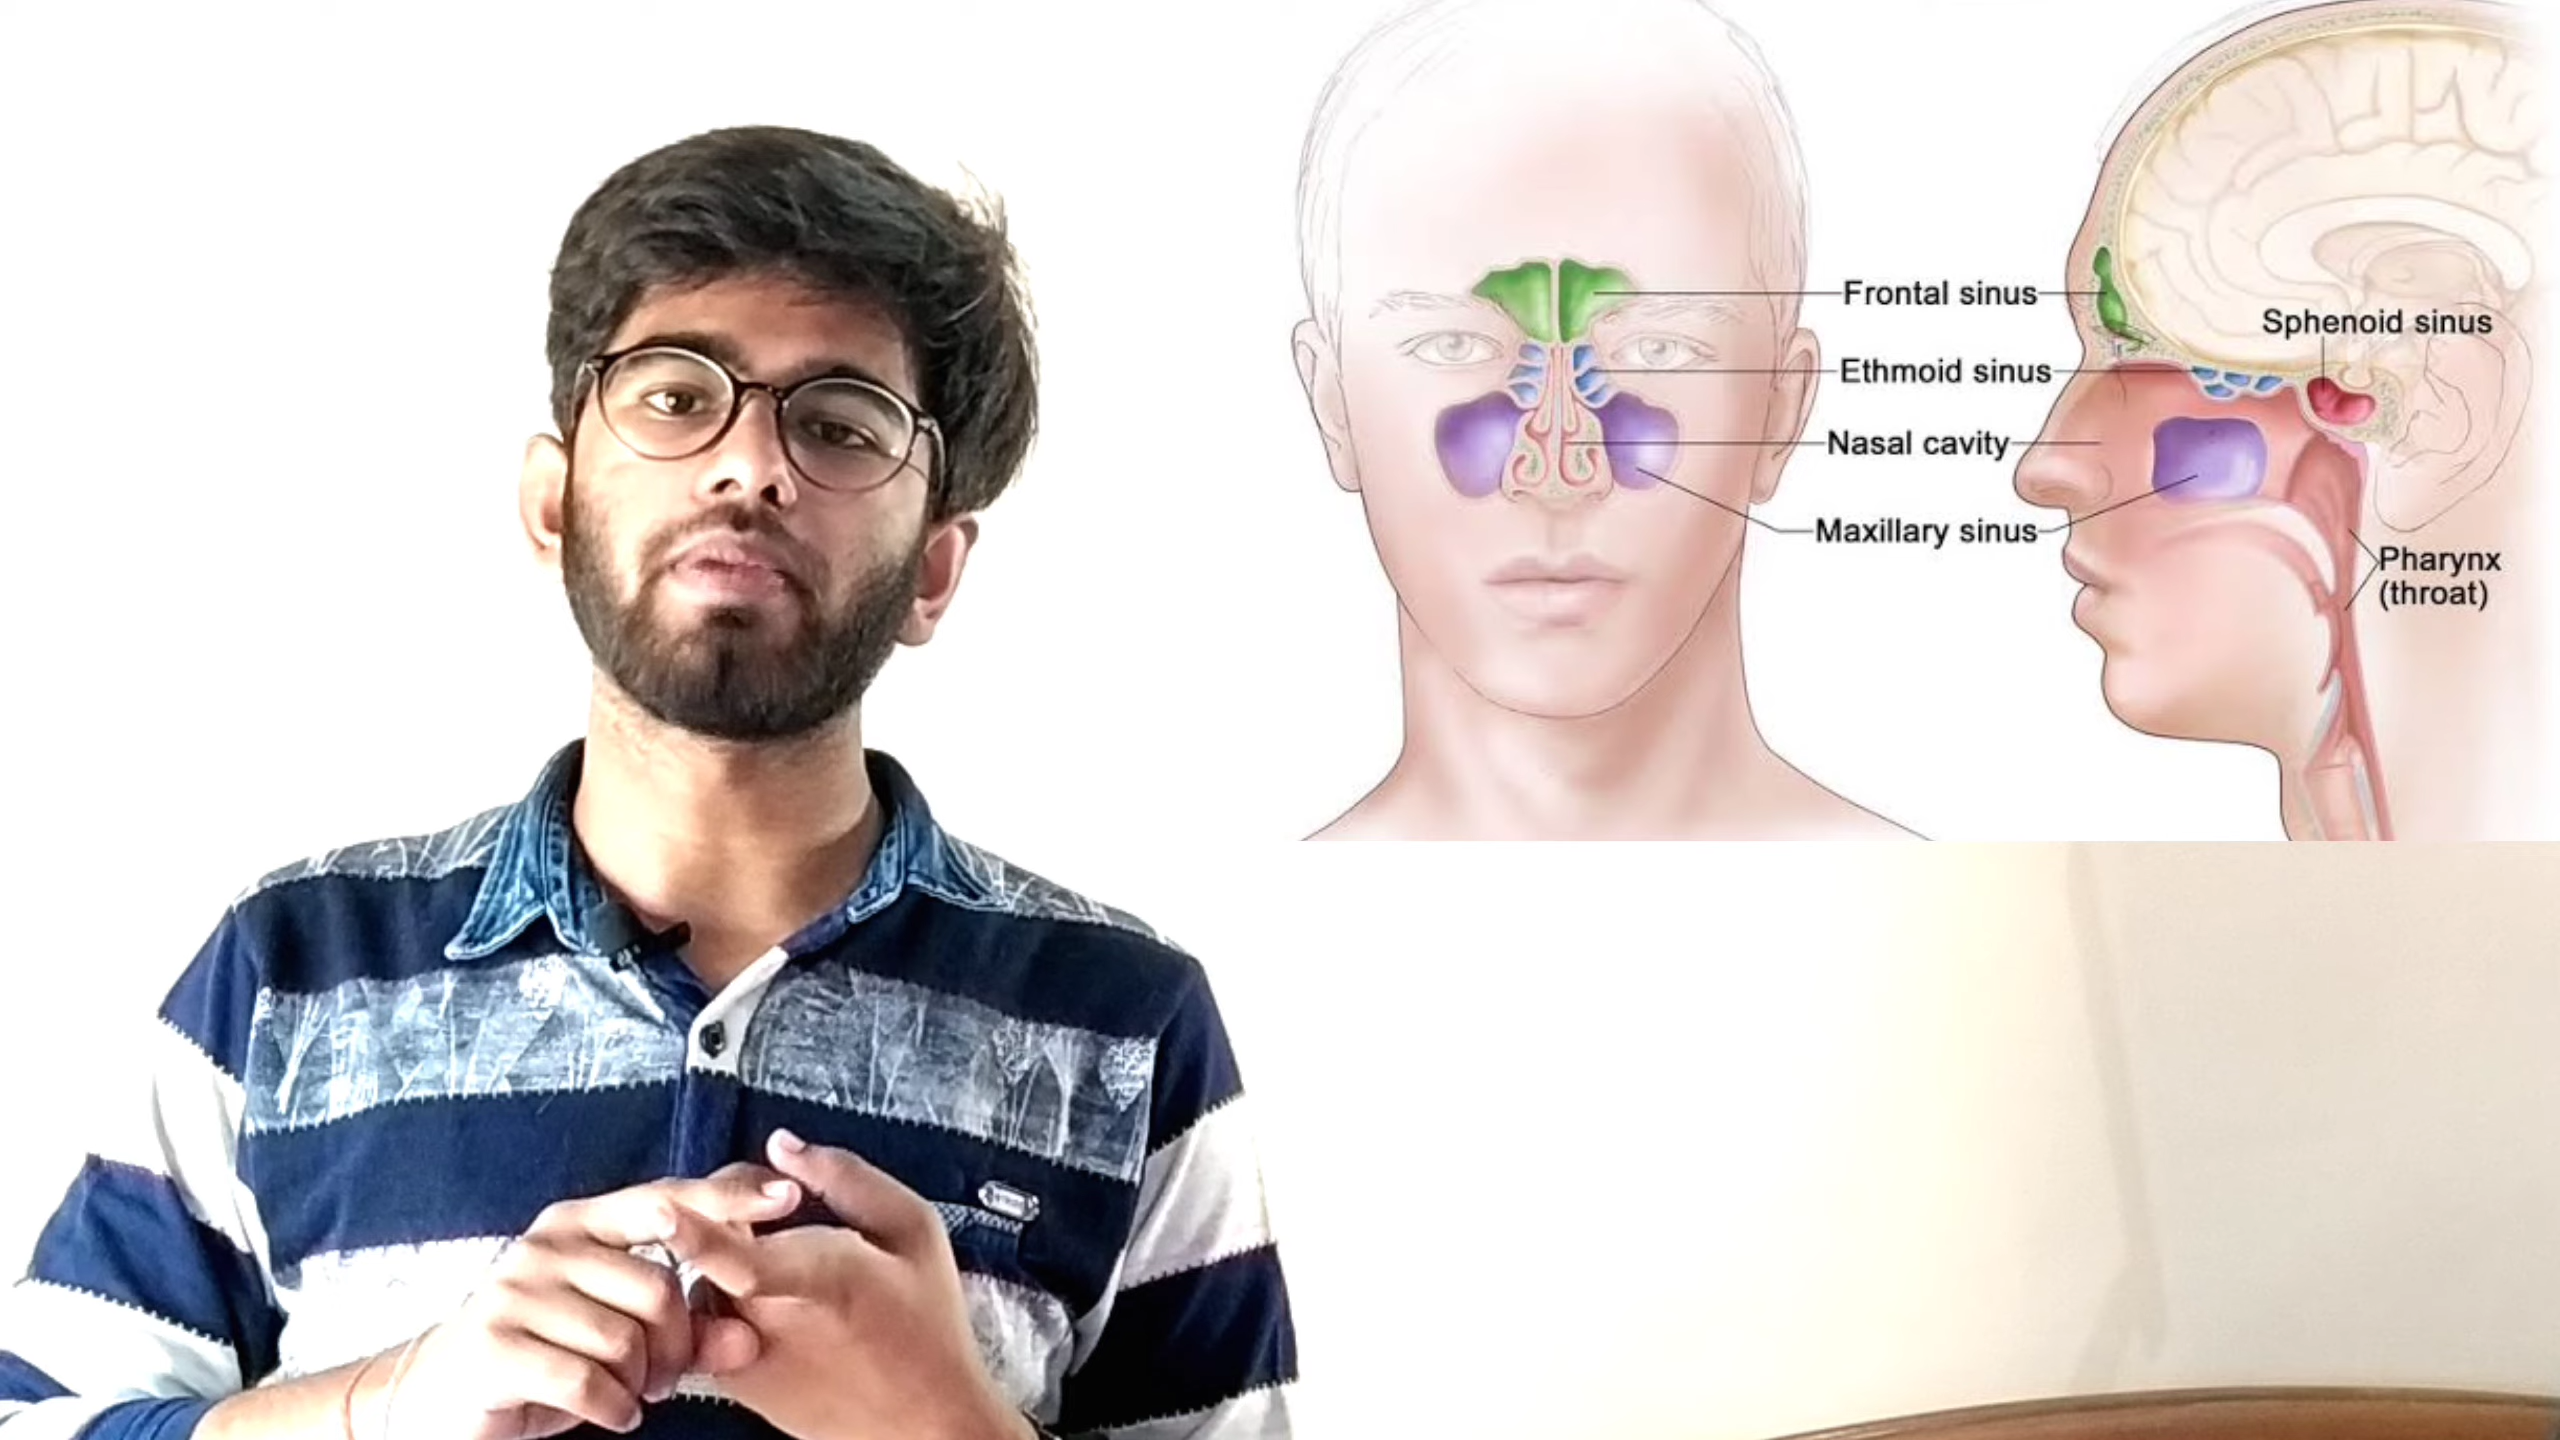 Frontal sinus
Sphenoid sinus
Ethmoid sinus
Nasal cavity
Maxillary sinus
Pharynx
(throat)